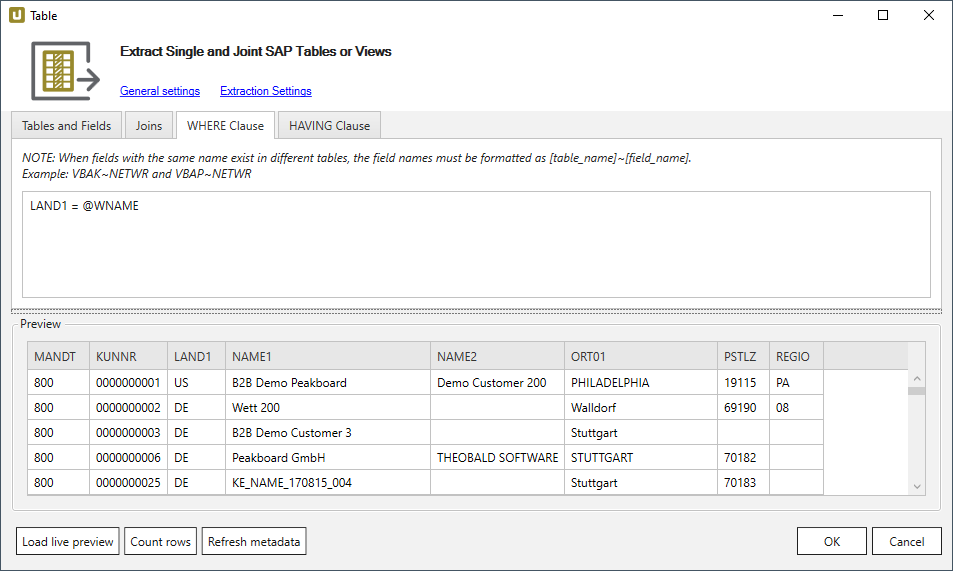 Table
Extract Single and Joint SAP Tables or Views
General settings Extraction Settings
Tables and Fields Joins WHERE Clause HAVING Clause
NOTE: When fields with the same name exist in different tables, the field names must be formatted as [table_name]~[field_name].
Example: VBAK~NETWR and VBAP~NETWR
LAND1 = @WNAME
Preview
MANDT KUNNR LAND1 NAME1 NAME2 ORT01 PSTLZ REGIO
800 0000000001 US B2B Demo Peakboard Demo Customer 200 PHILADELPHIA 19115 PA
800 0000000002 DE Wett 200 Walldorf 69190 08
800 0000000003 DE B2B Demo Customer 3 Stuttgart
800 0000000006 DE Peakboard GmbH THEOBALD SOFTWARE STUTTGART 70182
800 0000000025 DE KE_NAME_170815_004 Stuttgart 70183
Load live preview Count rows Refresh metadata OK Cancel